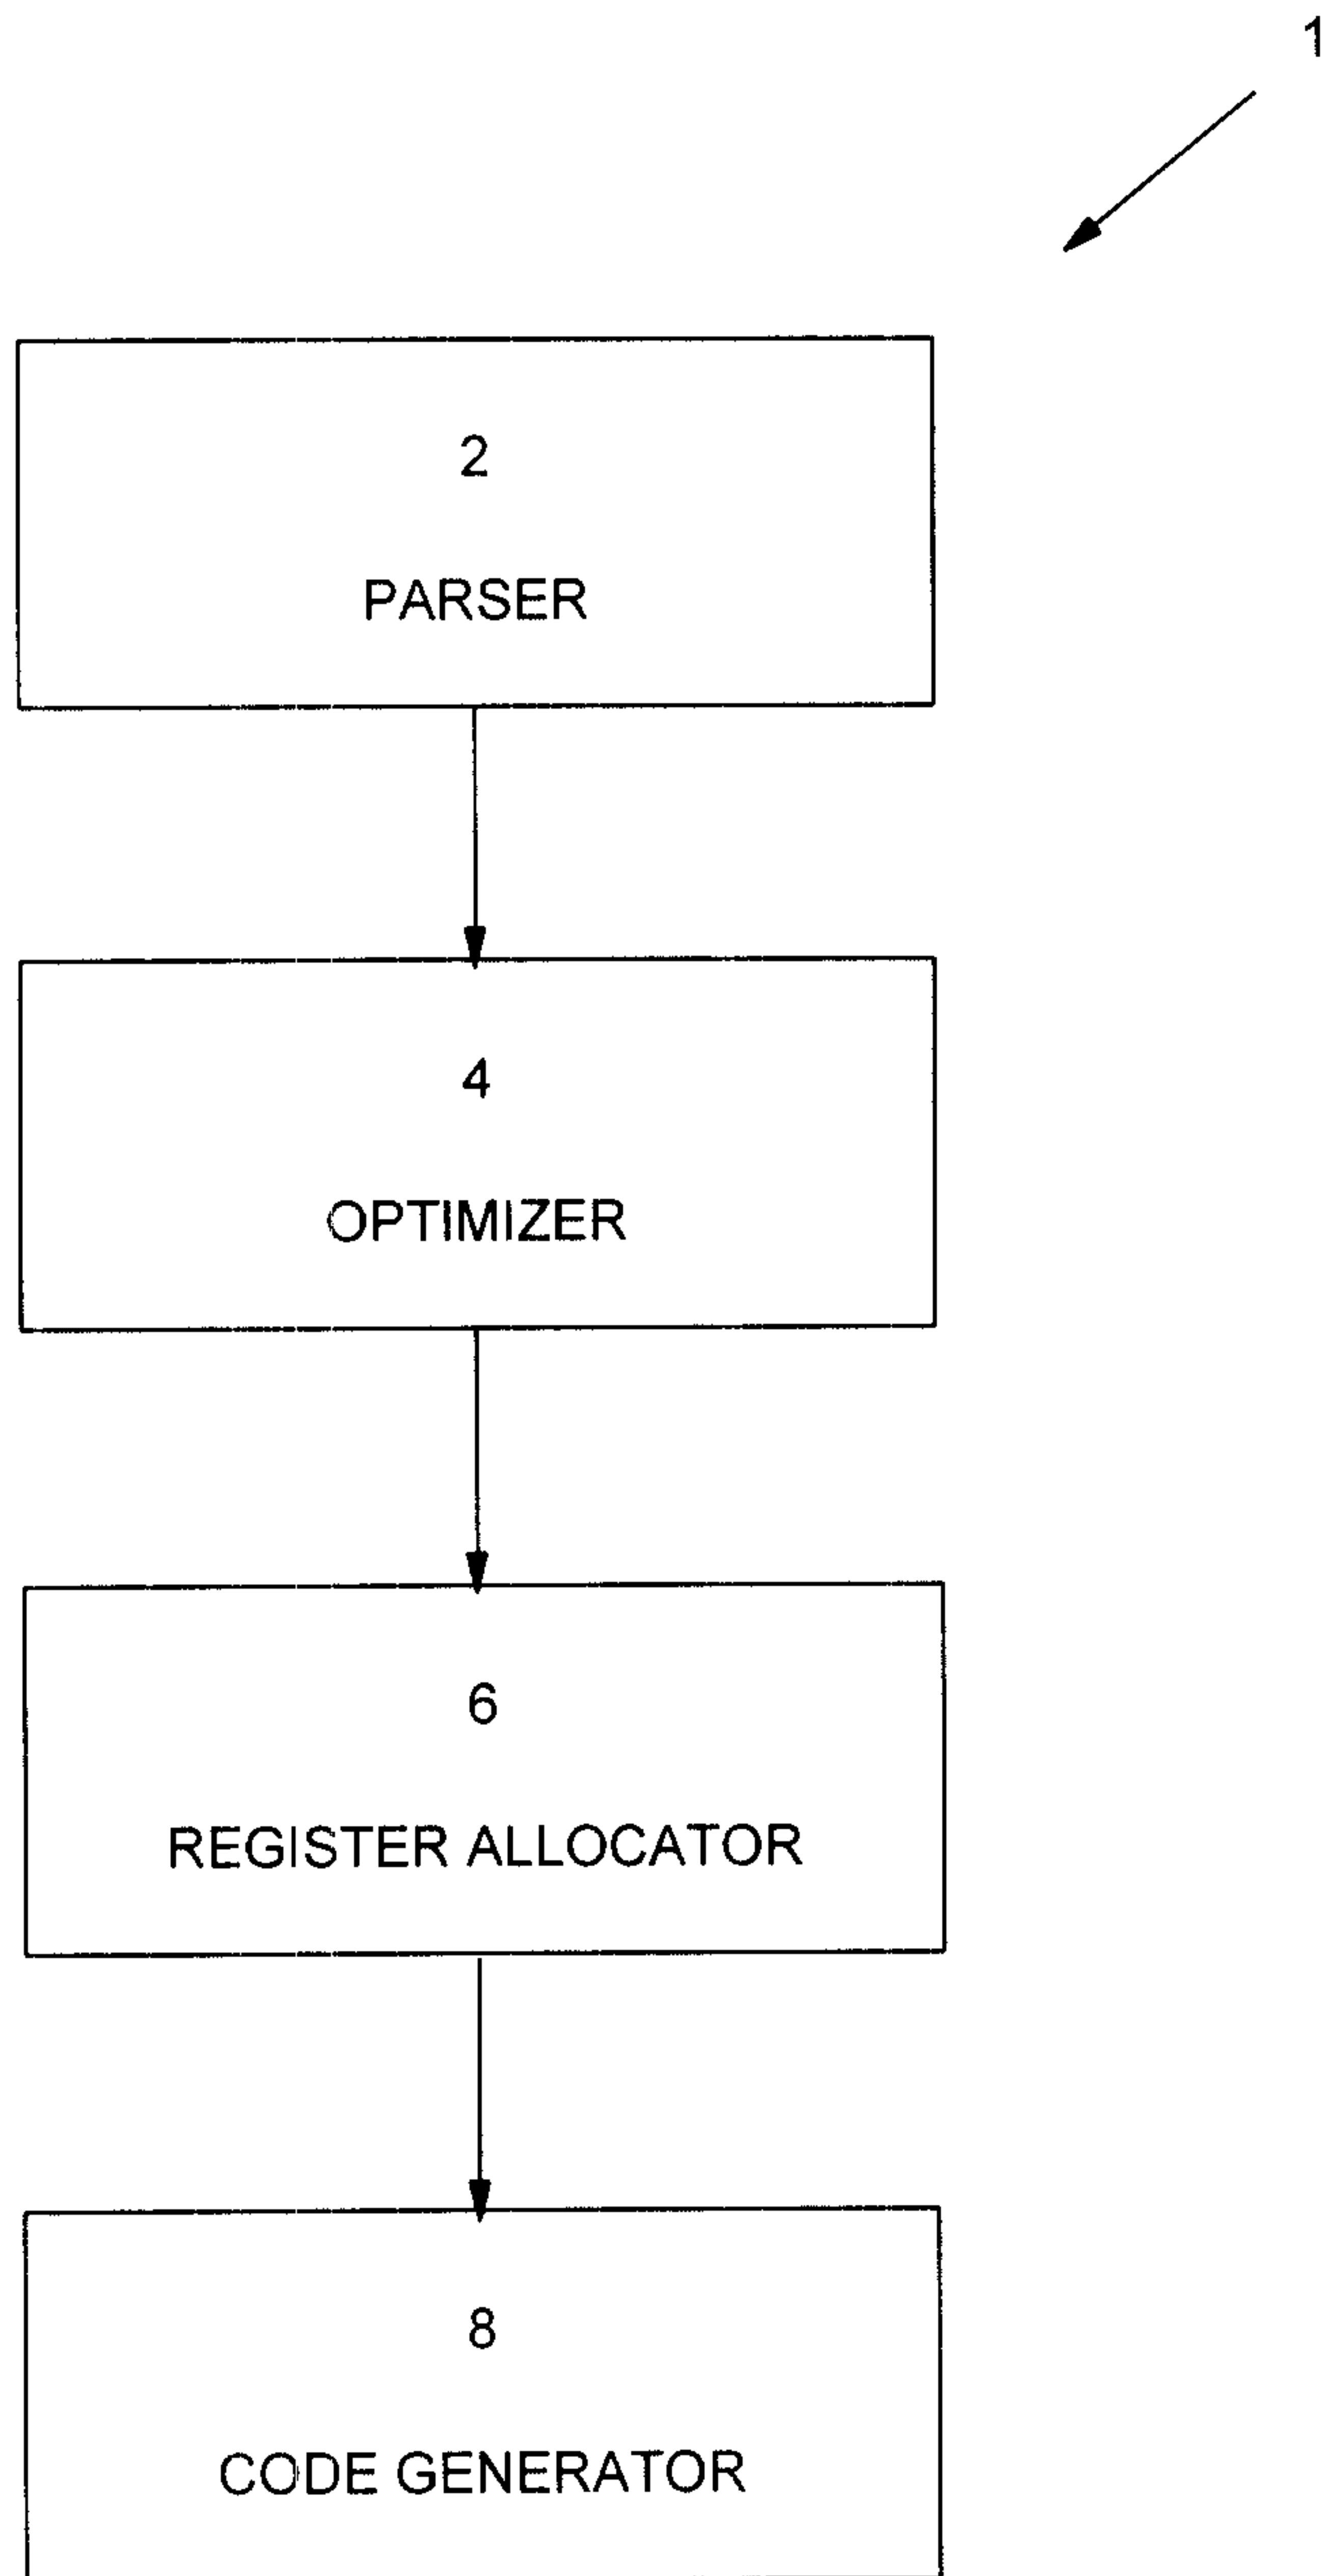 1
2
PARSER
4
OPTIMIZER
6
REGISTER ALLOCATOR
8
CODE GENERATOR